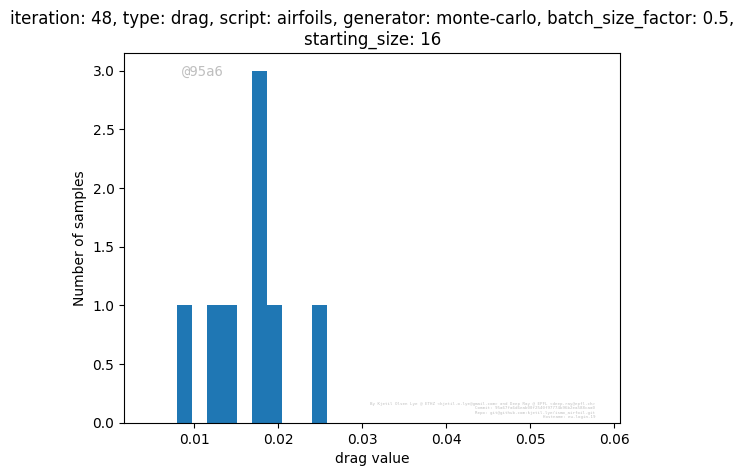 iteration: 48, type: drag, script: airfoils, generator: monte-carlo, batch_size_factor: 0.5,
starting_size: 16
@95a6
3.0
2.5
2.0
1.5
1.0
0.5
0.0
Number of samples
0.01
0.02
0.03
0.04
0.05
0.06
drag value